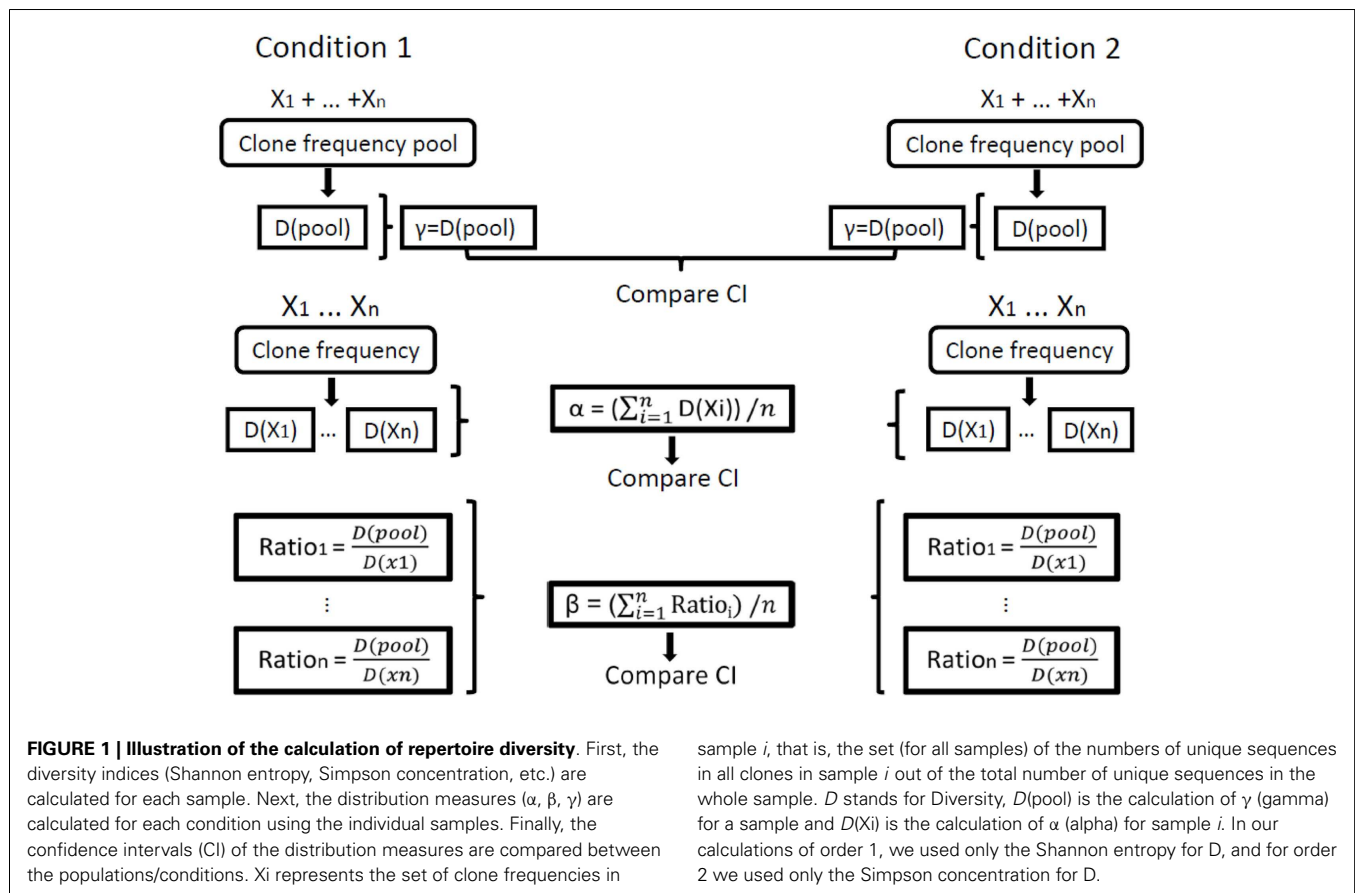 Condition 1
Condition 2
X1 + ... +Xn
X1 + ... +Xn
Clone frequency pool
Clone frequency pool
D(pool)
γ=D(pool)
γ=D(pool)
D(pool)
Compare CI
X1 ... Xn
X1 ... Xn
Clone frequency
Clone frequency
D(X1) ... D(Xn)
α = (∑ⁿᵢ₌₁ D(Xi)) /n
D(X1) ... D(Xn)
Compare CI
Ratio1 = D(pool) / D(x1)
Ratio1 = D(pool) / D(x1)
⋮
⋮
β = (∑ⁿᵢ₌₁ Ratioᵢ) /n
Ration = D(pool) / D(xn)
Ration = D(pool) / D(xn)
Compare CI
FIGURE 1 | Illustration of the calculation of repertoire diversity. First, the
diversity indices (Shannon entropy, Simpson concentration, etc.) are
calculated for each sample. Next, the distribution measures (α, β, γ) are
calculated for each condition using the individual samples. Finally, the
confidence intervals (CI) of the distribution measures are compared between
the populations/conditions. Xi represents the set of clone frequencies in
sample i, that is, the set (for all samples) of the numbers of unique sequences
in all clones in sample i out of the total number of unique sequences in the
whole sample. D stands for Diversity, D(pool) is the calculation of γ (gamma)
for a sample and D(Xi) is the calculation of α (alpha) for sample i. In our
calculations of order 1, we used only the Shannon entropy for D, and for order
2 we used only the Simpson concentration for D.